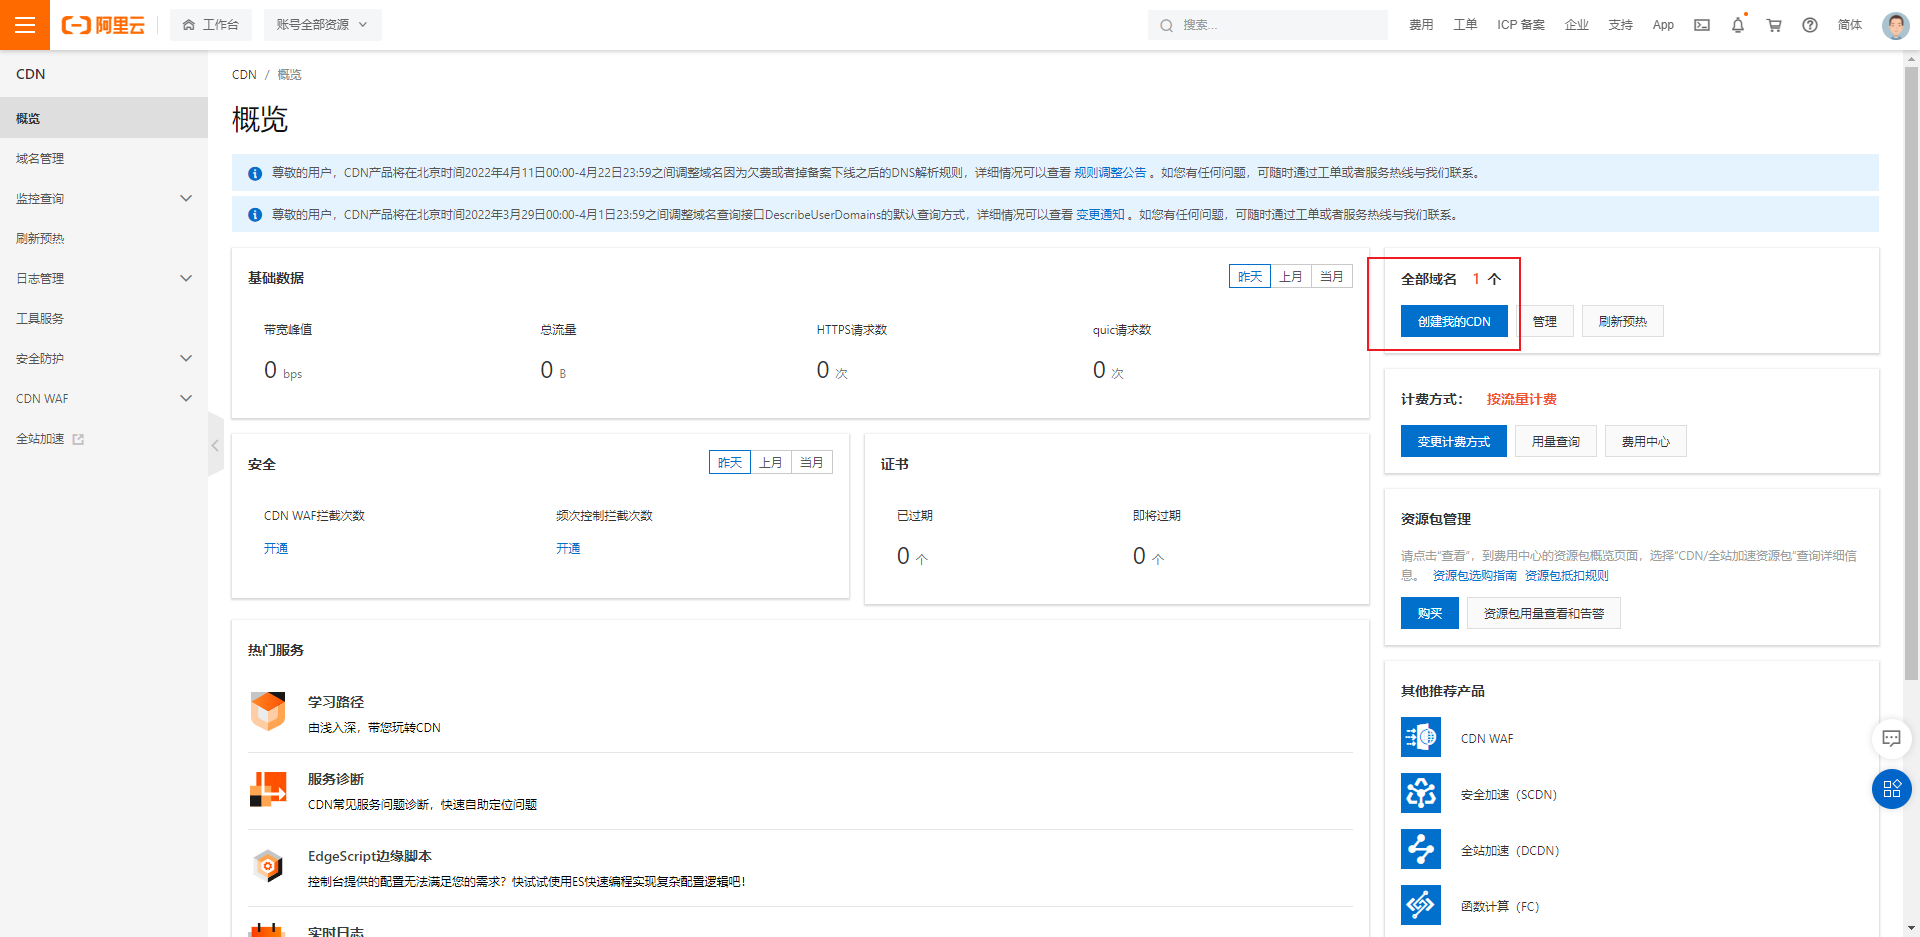 阿里云
工作台
账号全部资源
搜索...
费用
工单
ICP 备案
企业
支持
App
简体
CDN
概览
域名管理
监控查询
刷新预热
日志管理
工具服务
安全防护
CDN WAF
全站加速
CDN / 概览
概览
尊敬的用户，CDN产品将在北京时间2022年4月11日00:00-4月22日23:59之间调整域名因为欠费或者掉备案下线之后的DNS解析规则，详细情况可以查看 规则调整公告 。如您有任何问题，可随时通过工单或者服务热线与我们联系。
尊敬的用户，CDN产品将在北京时间2022年3月29日00:00-4月1日23:59之间调整域名查询接口DescribeUserDomains的默认查询方式，详细情况可以查看 变更通知 。如您有任何问题，可随时通过工单或者服务热线与我们联系。
基础数据
昨天 上月 当月
带宽峰值 总流量 HTTPS请求数 quic请求数
0 bps 0 B 0 次 0 次
安全
昨天 上月 当月
CDN WAF拦截次数 频次控制拦截次数
开通 开通
证书
已过期 即将过期
0 个 0 个
热门服务
学习路径
由浅入深，带您玩转CDN
服务诊断
CDN常见服务问题诊断，快速自助定位问题
EdgeScript边缘脚本
控制台提供的配置无法满足您的需求？快试试使用ES快速编程实现复杂配置逻辑吧！
实时日志
全部域名 1 个
创建我的CDN 管理 刷新预热
计费方式： 按流量计费
变更计费方式 用量查询 费用中心
资源包管理
请点击“查看”，到费用中心的资源包概览页面，选择“CDN/全站加速资源包”查询详细信
息。 资源包选购指南 资源包抵扣规则
购买 资源包用量查看和告警
其他推荐产品
CDN WAF
安全加速（SCDN）
全站加速（DCDN）
函数计算（FC）